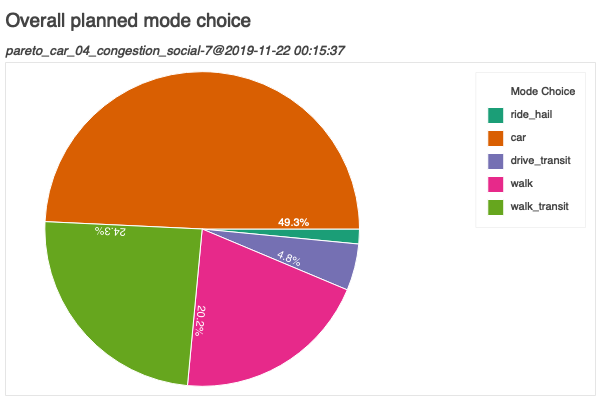 Overall planned mode choice
pareto_car_04_congestion_social-7@2019-11-22 00:15:37
Mode Choice
ride_hail
car
drive_transit
walk
walk_transit
49.3%
24.3%
4.8%
20.2%